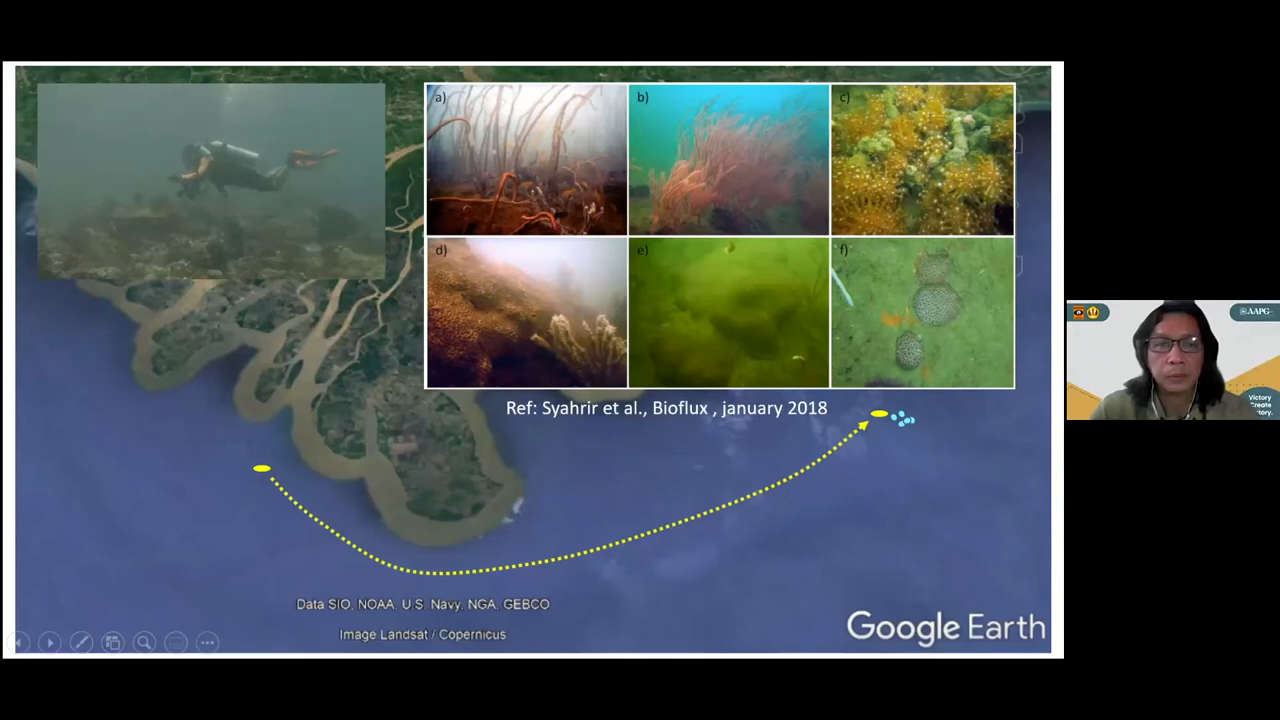 a)
b)
c)
d)
e)
f)
Ref: Syahrir et al., Bioflux , january 2018
Data SIO, NOAA, U.S. Navy, NGA, GEBCO
Image Landsat / Copernicus
Google Earth
AAPG
Victory
Create